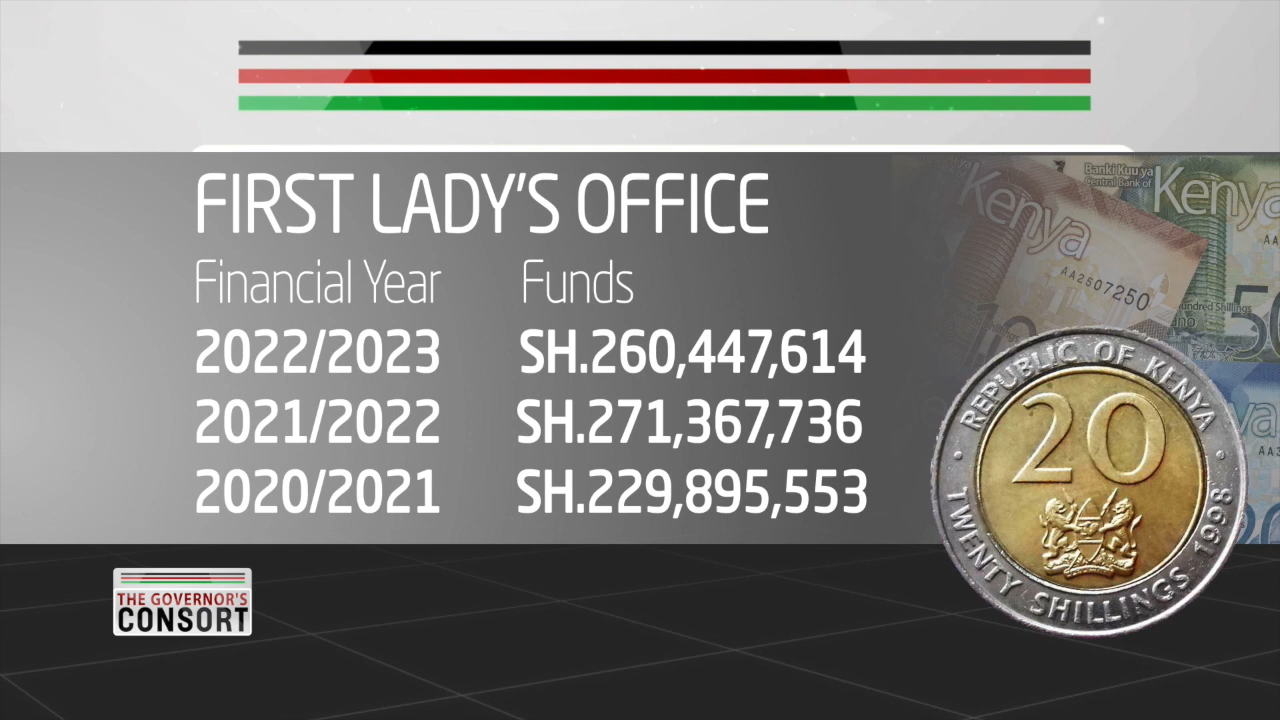 FIRST LADY'S OFFICE
Financial Year Funds
2022/2023 SH.260,447,614
2021/2022 SH.271,367,736
2020/2021 SH.229,895,553
Banki Kuu ya
Central Bank of
Kenya
Kenya
AA2507250
REPUBLIC OF KENYA
20
TWENTY SHILLINGS 1998
THE GOVERNOR'S
CONSORT